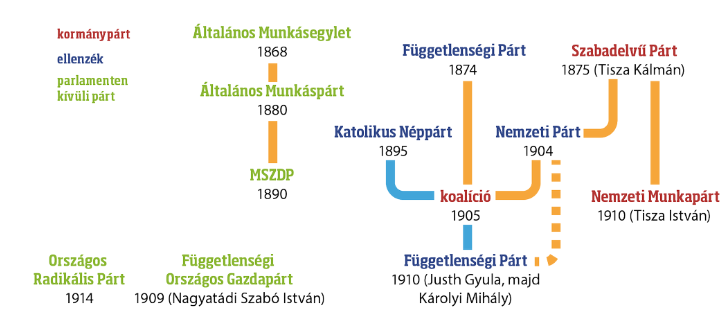 kormánypárt
ellenzék
parlamenten
kívüli párt
Általános Munkásegylet
1868
Általános Munkáspárt
1880
MSZDP
1890
Függetlenségi Párt
1874
Szabadelvű Párt
1875 (Tisza Kálmán)
Katolikus Néppárt
1895
Nemzeti Párt
1904
koalíció
1905
Nemzeti Munkapárt
1910 (Tisza István)
Országos
Radikális Párt
1914
Függetlenségi
Országos Gazdapárt
1909 (Nagyatádi Szabó István)
Függetlenségi Párt
1910 (Justh Gyula, majd
Károlyi Mihály)